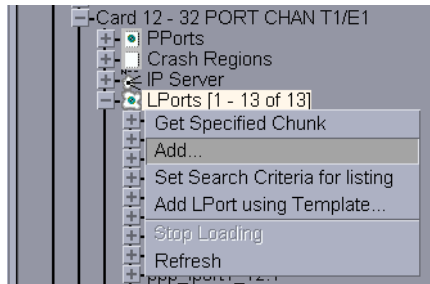 Card 12 - 32 PORT CHAN T1/E1
PPorts
Crash Regions
IP Server
LPorts [1 - 13 of 13]
Get Specified Chunk
Add...
Set Search Criteria for listing
Add LPort using Template...
Stop Loading
Refresh